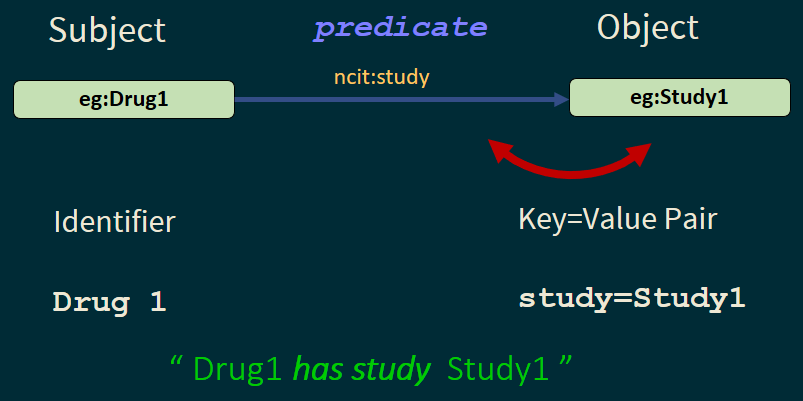 Subject predicate Object
ncit:study
eg:Drug1 eg:Study1
Identifier Key=Value Pair
Drug 1 study=Study1
“ Drug1 has study Study1 ”